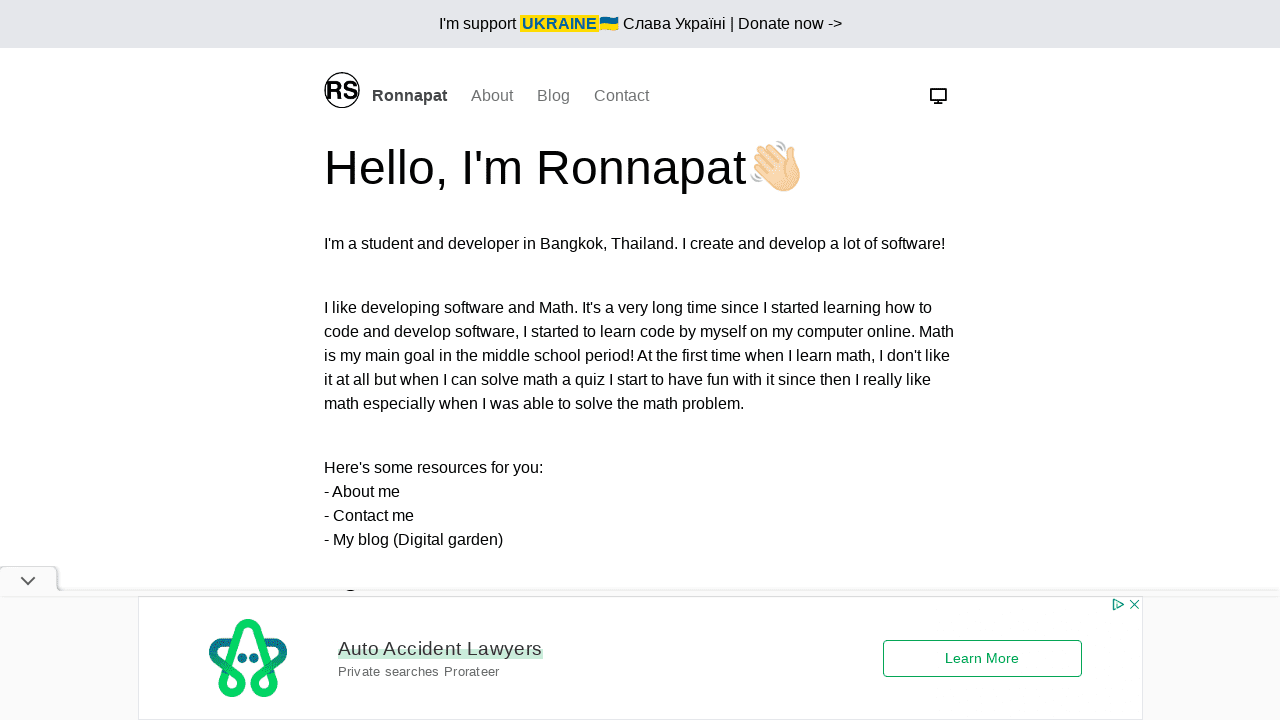 I'm support UKRAINE🇺🇦 Слава Україні | Donate now ->
RS Ronnapat About Blog Contact
Hello, I'm Ronnapat👋🏻
I'm a student and developer in Bangkok, Thailand. I create and develop a lot of software!
I like developing software and Math. It's a very long time since I started learning how to
code and develop software, I started to learn code by myself on my computer online. Math
is my main goal in the middle school period! At the first time when I learn math, I don't like
it at all but when I can solve math a quiz I start to have fun with it since then I really like
math especially when I was able to solve the math problem.
Here's some resources for you:
- About me
- Contact me
- My blog (Digital garden)
Auto Accident Lawyers
Private searches Prorateer
Learn More